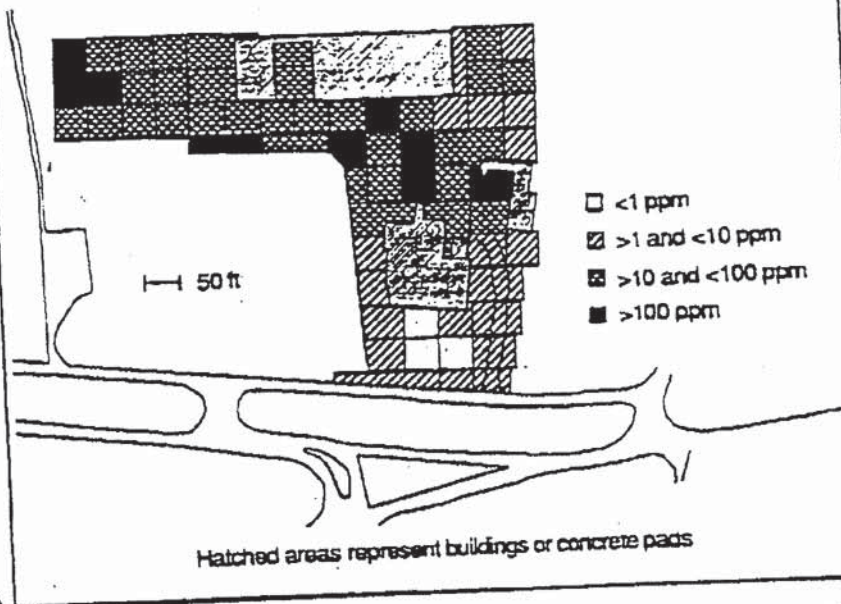 <1 ppm
>1 and <10 ppm
>10 and <100 ppm
>100 ppm
50 ft
Hatched areas represent buildings or concrete pads